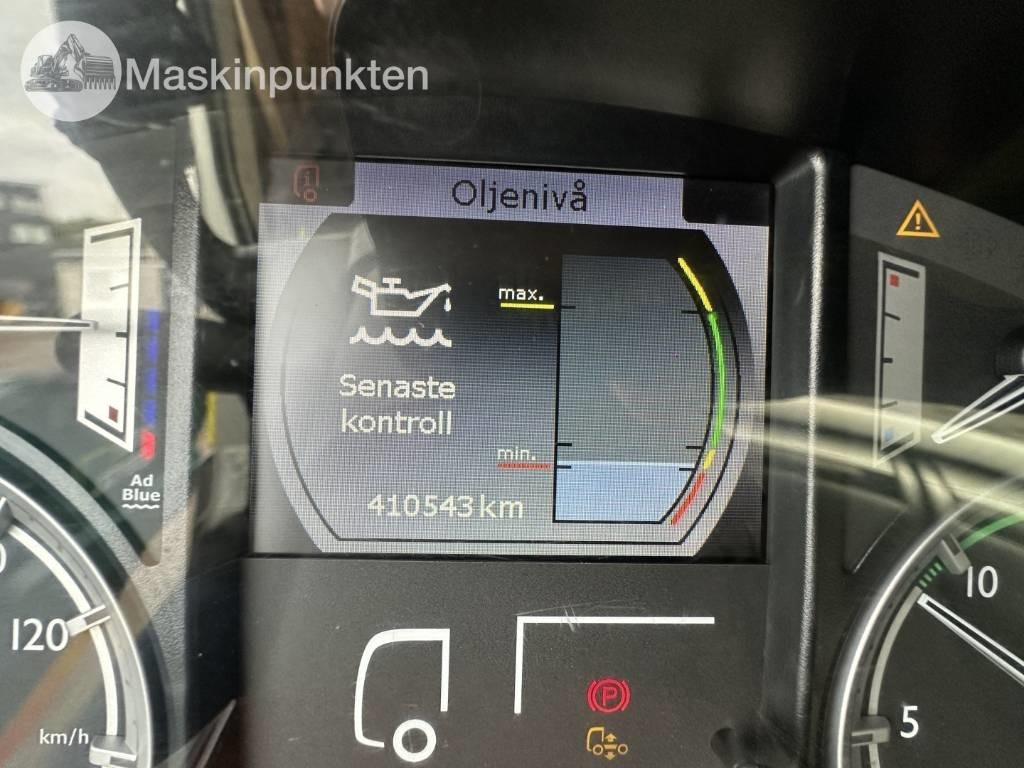 Maskinpunkten
Oljenivå
max.
Senaste
kontroll
min.
410543 km
Ad
Blue
120
km/h
10
5
P